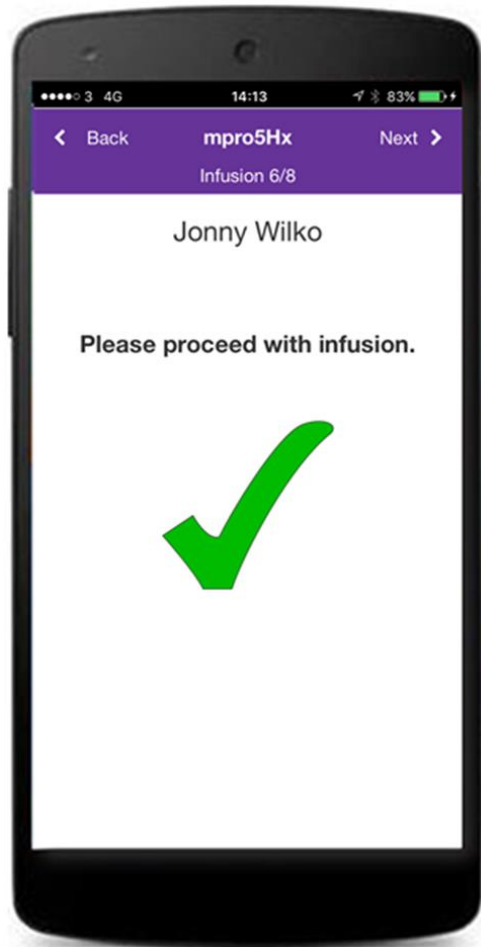 3 4G 14:13 83%
Back mpro5Hx Next
Infusion 6/8
Jonny Wilko
Please proceed with infusion.